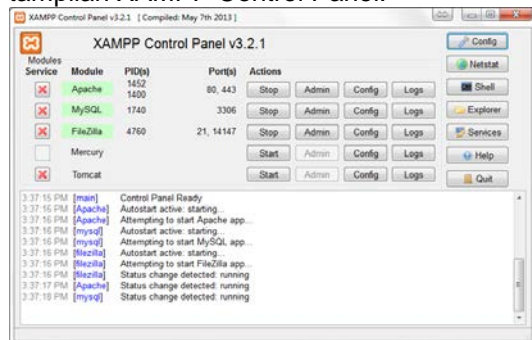 tampilan XAMPP Control Panel.
XAMPP Control Panel v3.2.1 [ Compiled: May 7th 2013 ]
XAMPP Control Panel v3.2.1
Config
Modules
Service Module PID(s) Port(s) Actions
Netstat
Apache 1452 1400 80, 443 Stop Admin Config Logs
Shell
MySQL 1740 3306 Stop Admin Config Logs
Explorer
FileZilla 4760 21, 14147 Stop Admin Config Logs
Services
Mercury Start Admin Config Logs
Help
Tomcat Start Admin Config Logs
Quit
3:37:15 PM [main] Control Panel Ready
3:37:15 PM [Apache] Autostart active: starting...
3:37:16 PM [Apache] Attempting to start Apache app...
3:37:16 PM [mysql] Autostart active: starting...
3:37:16 PM [mysql] Attempting to start MySQL app...
3:37:16 PM [filezilla] Autostart active: starting...
3:37:16 PM [filezilla] Attempting to start FileZilla app...
3:37:16 PM [filezilla] Status change detected: running
3:37:17 PM [Apache] Status change detected: running
3:37:18 PM [mysql] Status change detected: running